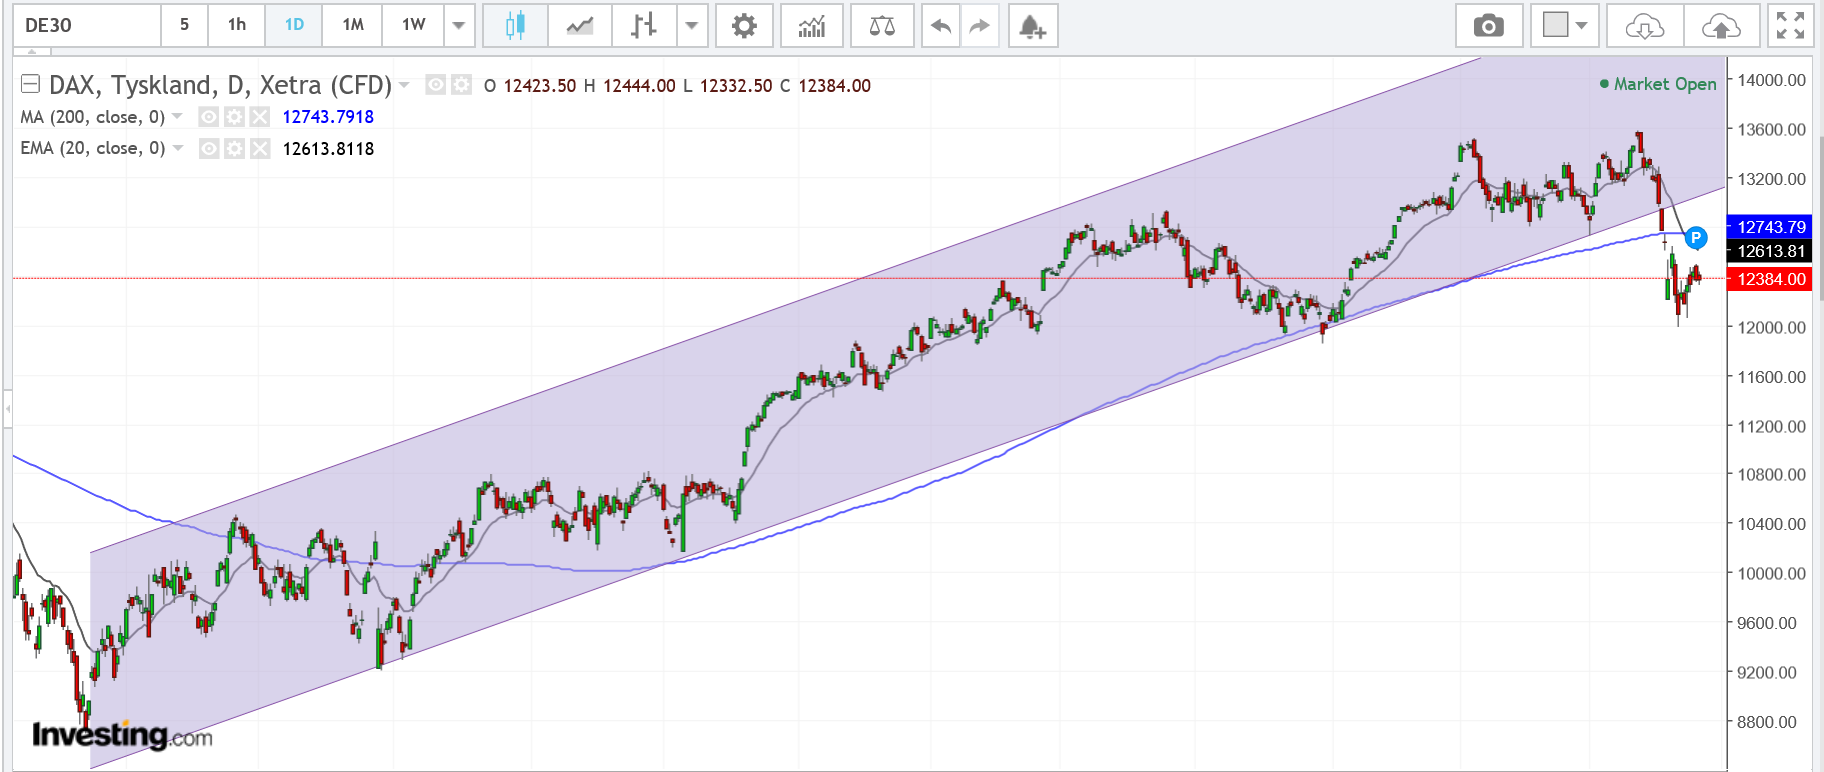 DE30 5 1h 1D 1M 1W
DAX, Tyskland, D, Xetra (CFD) O 12423.50 H 12444.00 L 12332.50 C 12384.00
Market Open
MA (200, close, 0) 12743.7918
EMA (20, close, 0) 12613.8118
14000.00
13600.00
13200.00
12743.79
12613.81
P
12384.00
12000.00
11600.00
11200.00
10800.00
10400.00
10000.00
9600.00
9200.00
8800.00
Investing.com